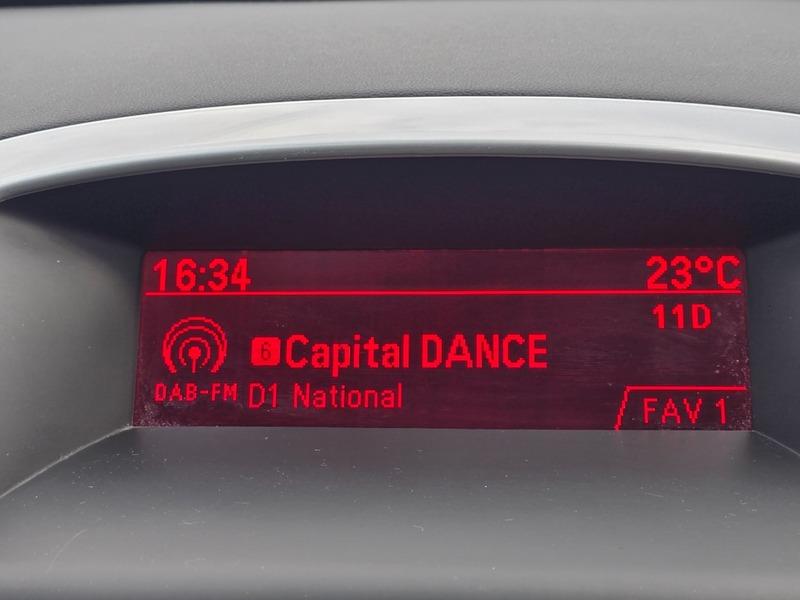 16:34 23°C
11D
6 Capital DANCE
DAB-FM D1 National
FAV 1